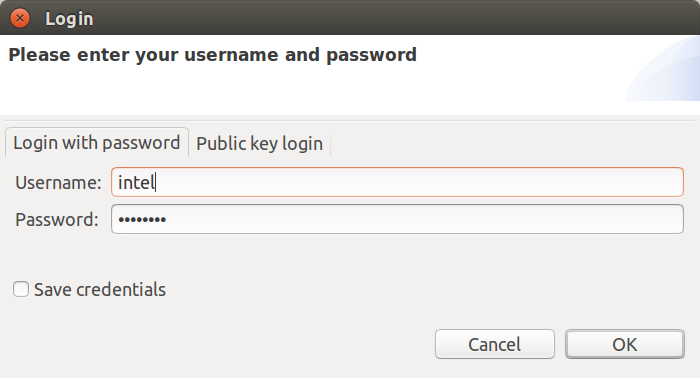 Login
Please enter your username and password
Login with password Public key login
Username: intel
Password: ••••••••
Save credentials
Cancel OK